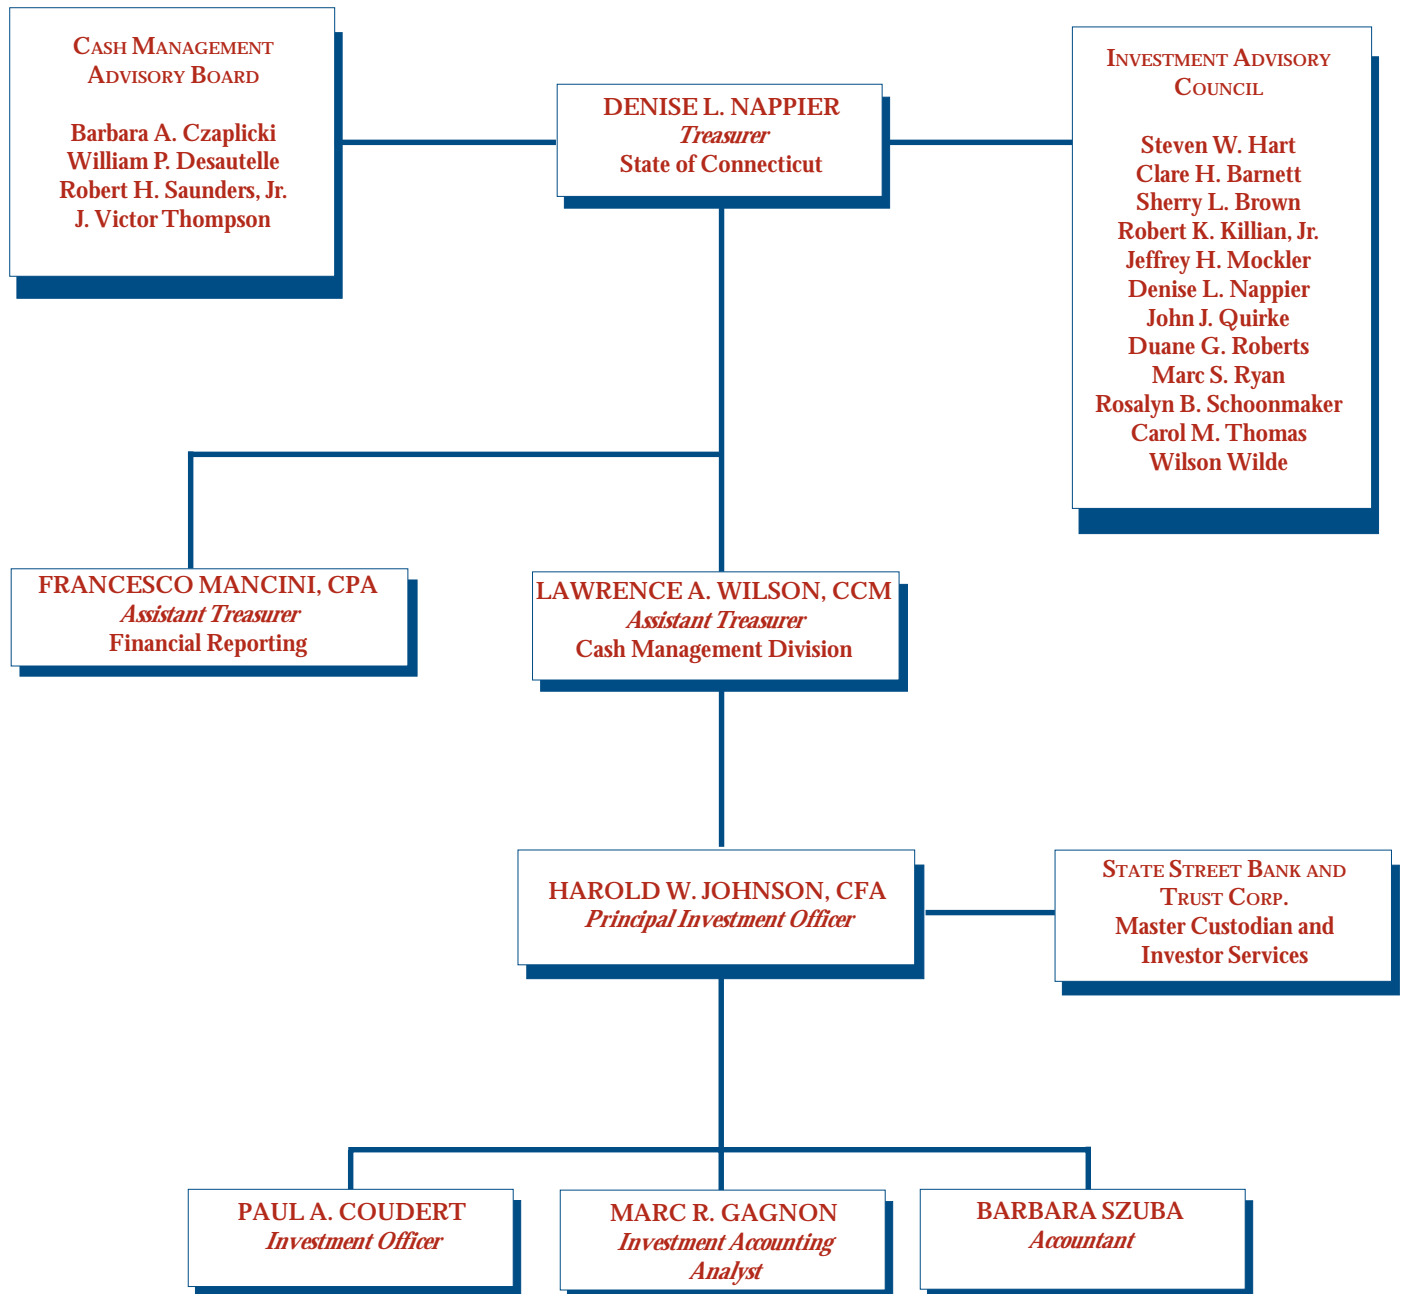 CASH MANAGEMENT
ADVISORY BOARD
Barbara A. Czaplicki
William P. Desautelle
Robert H. Saunders, Jr.
J. Victor Thompson
DENISE L. NAPPIER
Treasurer
State of Connecticut
INVESTMENT ADVISORY
COUNCIL
Steven W. Hart
Clare H. Barnett
Sherry L. Brown
Robert K. Killian, Jr.
Jeffrey H. Mockler
Denise L. Nappier
John J. Quirke
Duane G. Roberts
Marc S. Ryan
Rosalyn B. Schoonmaker
Carol M. Thomas
Wilson Wilde
FRANCESCO MANCINI, CPA
Assistant Treasurer
Financial Reporting
LAWRENCE A. WILSON, CCM
Assistant Treasurer
Cash Management Division
HAROLD W. JOHNSON, CFA
Principal Investment Officer
STATE STREET BANK AND
TRUST CORP.
Master Custodian and
Investor Services
PAUL A. COUDERT
Investment Officer
MARC R. GAGNON
Investment Accounting
Analyst
BARBARA SZUBA
Accountant